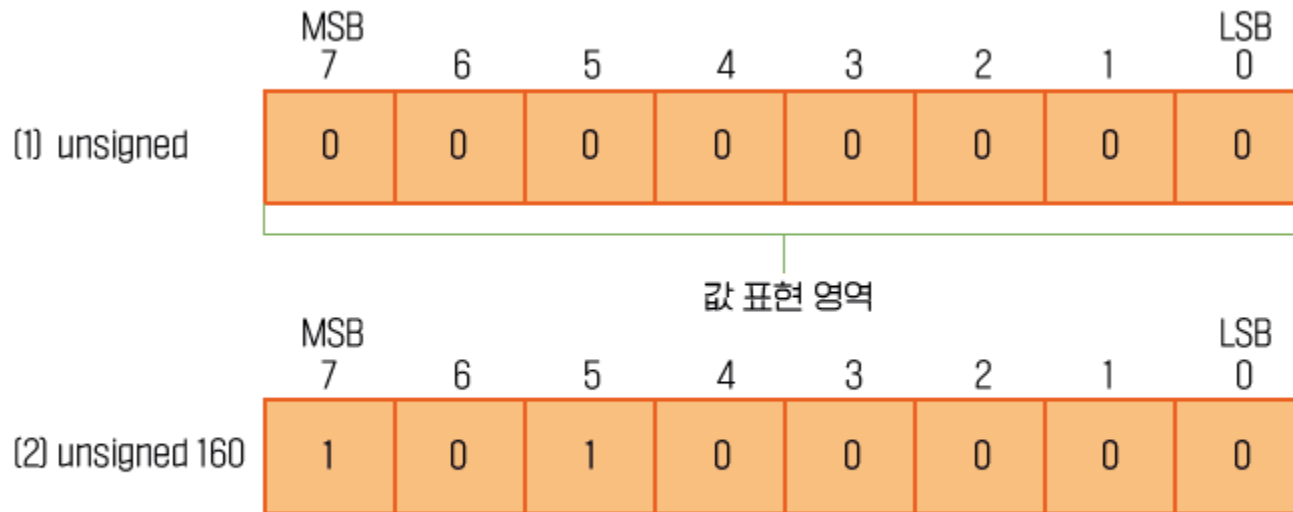 MSB LSB
7 6 5 4 3 2 1 0
(1) unsigned 0 0 0 0 0 0 0 0
값 표현 영역
MSB LSB
7 6 5 4 3 2 1 0
(2) unsigned 160 1 0 1 0 0 0 0 0